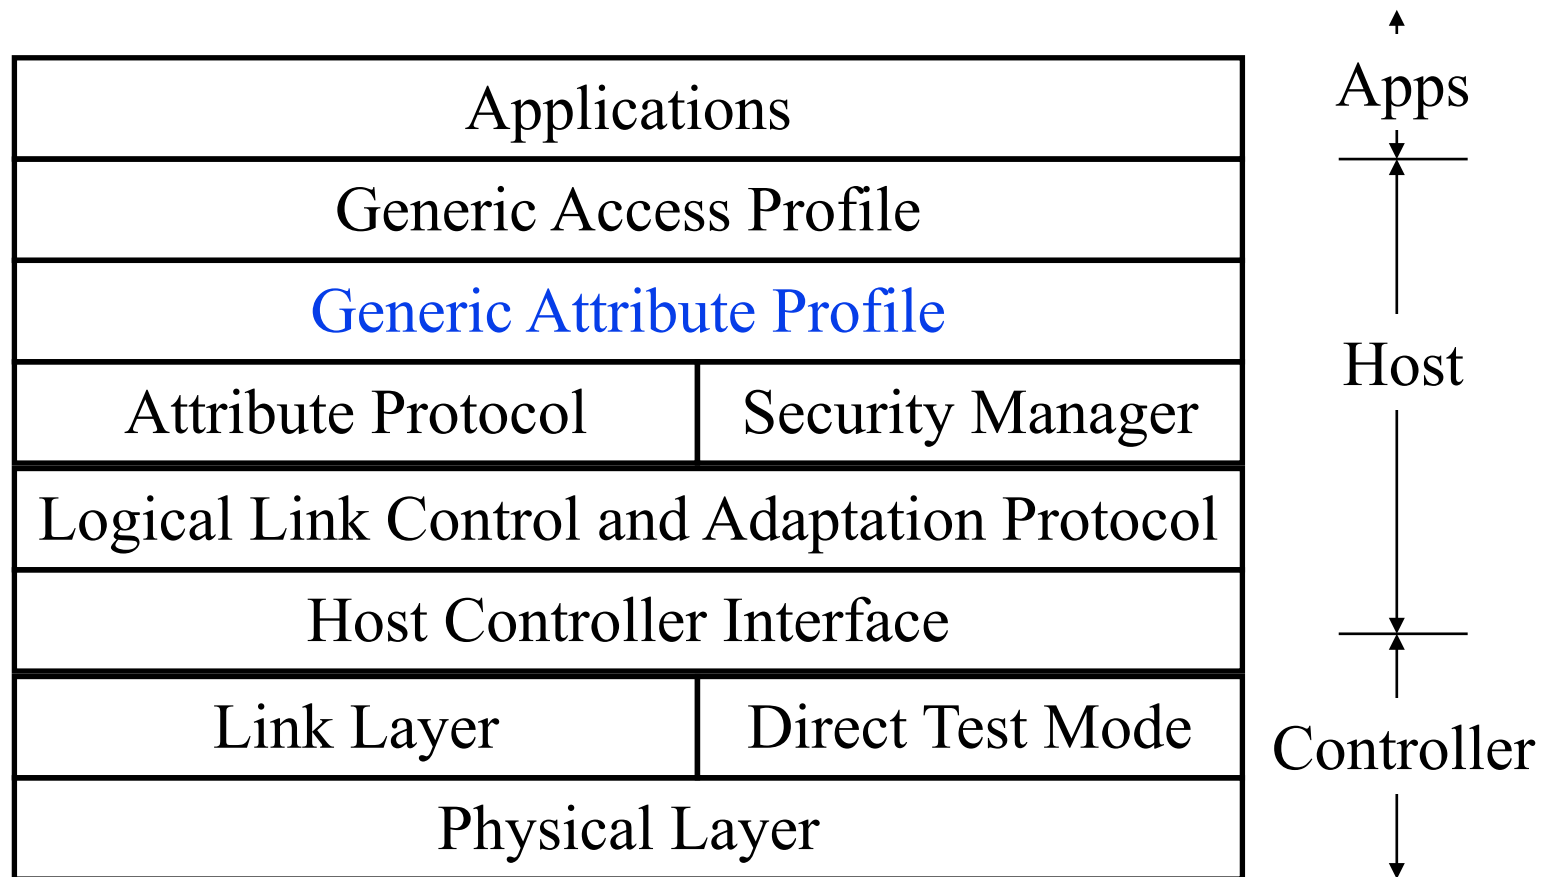 Applications
Generic Access Profile
Generic Attribute Profile
Attribute Protocol
Security Manager
Logical Link Control and Adaptation Protocol
Host Controller Interface
Link Layer
Direct Test Mode
Physical Layer
Apps
Host
Controller